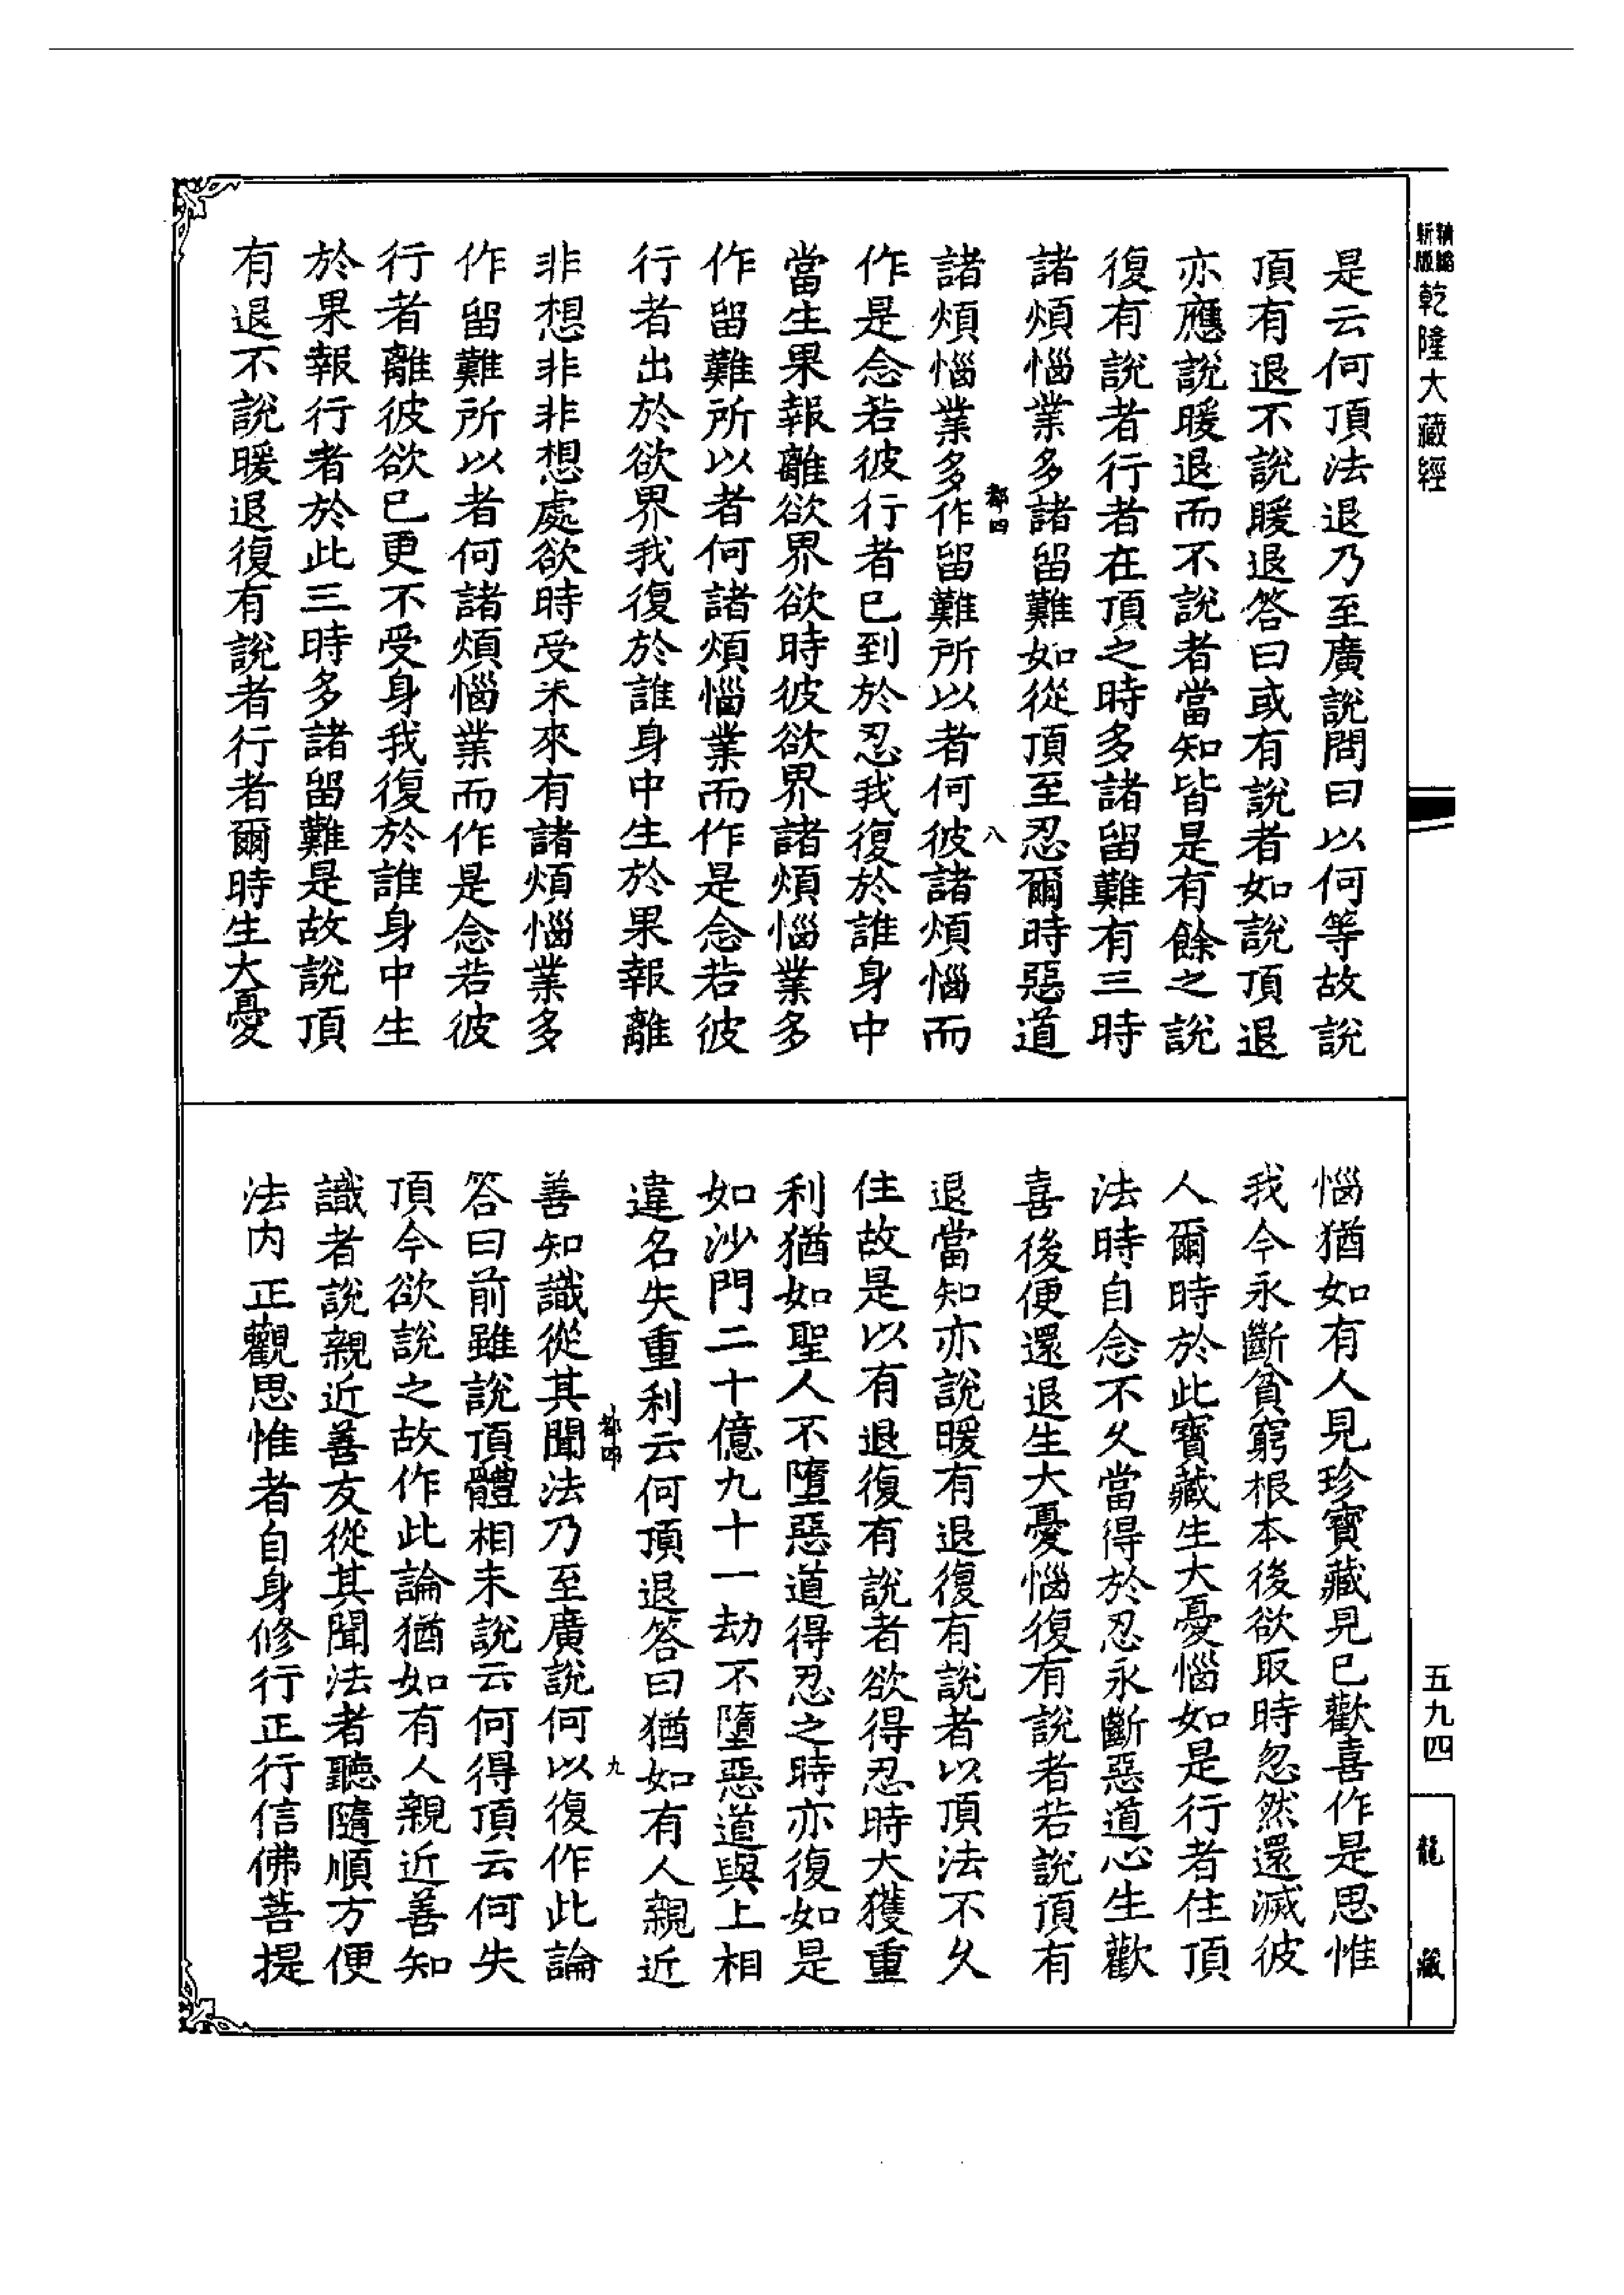 新版
精縮
乾隆大藏經
是云何頂法退乃至廣說問曰以何等故說
頂有退不說暖退答曰或有說者如說頂退
亦應說暖退而不說者當知皆是有餘之說
復有說者行者在頂之時多諸留難有三時
諸煩惱業多諸留難如從頂至忍爾時惡道
諸煩惱業多作留難所以者何彼諸煩惱而
都四
八
作是念若彼行者已到於忍我復於誰身中
當生果報離欲界欲時彼欲界諸煩惱業多
作留難所以者何諸煩惱業而作是念若彼
行者出於欲界我復於誰身中生於果報離
非想非非想處欲時受未來有諸煩惱業多
作留難所以者何諸煩惱業而作是念若彼
行者離彼欲已更不受身我復於誰身中生
於果報行者於此三時多諸留難是故說頂
有退不說暖退復有說者行者爾時生大憂
惱猶如有人見珍寶藏見已歡喜作是思惟
我今永斷貧窮根本後欲取時忽然還滅彼
人爾時於此寶藏生大憂惱如是行者住頂
法時自念不久當得於忍永斷惡道心生歡
喜後便還退生大憂惱復有說者若說頂有
退當知亦說暖有退復有說者以頂法不久
住故是以有退復有說者欲得忍時大獲重
利猶如聖人不墮惡道得忍之時亦復如是
如沙門二十億九十一劫不墮惡道與上相
違名失重利云何頂退答曰猶如有人親近
善知識從其聞法乃至廣說何以復作此論
都四
九
答曰前雖說頂體相未說云何得頂云何失
頂今欲說之故作此論猶如有人親近善知
識者說親近善友從其聞法者聽隨順方便
法內正觀思惟者自身修行正行信佛菩提
五九四
龍藏